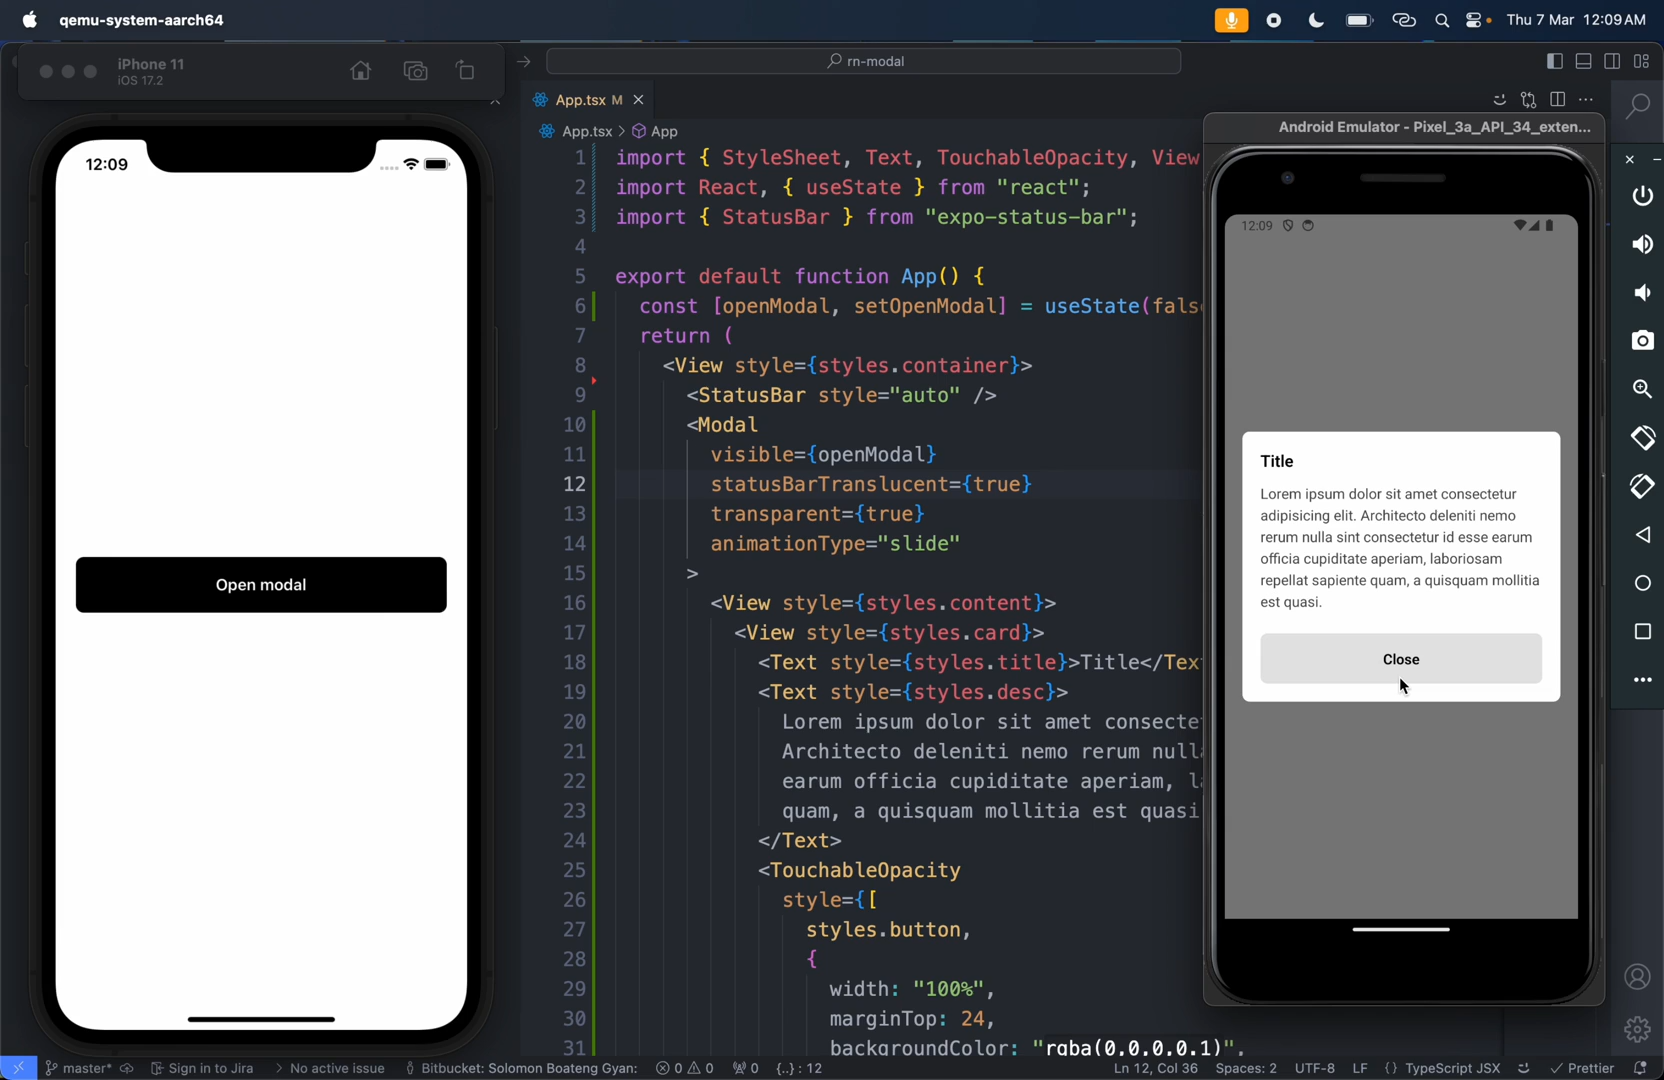 qemu-system-aarch64
Thu 7 Mar 12:09 AM
iPhone 11
iOS 17.2
rn-modal
12:09
Open modal
App.tsx M
App.tsx > App
1 import { StyleSheet, Text, TouchableOpacity, View
2 import React, { useState } from "react";
3 import { StatusBar } from "expo-status-bar";
4
5 export default function App() {
6 const [openModal, setOpenModal] = useState(fals
7 return (
8 <View style={styles.container}>
9 <StatusBar style="auto" />
10 <Modal
11 visible={openModal}
12 statusBarTranslucent={true}
13 transparent={true}
14 animationType="slide"
15 >
16 <View style={styles.content}>
17 <View style={styles.card}>
18 <Text style={styles.title}>Title</Tex
19 <Text style={styles.desc}>
20 Lorem ipsum dolor sit amet consecte
21 Architecto deleniti nemo rerum null
22 earum officia cupiditate aperiam, l
23 quam, a quisquam mollitia est quasi
24 </Text>
25 <TouchableOpacity
26 style={[
27 styles.button,
28 {
29 width: "100%",
30 marginTop: 24,
31 backgroundColor: "rgba(0,0,0,0.1)",
Android Emulator - Pixel_3a_API_34_exten...
12:09
Title
Lorem ipsum dolor sit amet consectetur
adipisicing elit. Architecto deleniti nemo
rerum nulla sint consectetur id esse earum
officia cupiditate aperiam, laboriosam
repellat sapiente quam, a quisquam mollitia
est quasi.
Close
master* Sign in to Jira > No active issue Bitbucket: Solomon Boateng Gyan: 0 0 0 {..} : 12 Ln 12, Col 36 Spaces: 2 UTF-8 LF {} TypeScript JSX Prettier